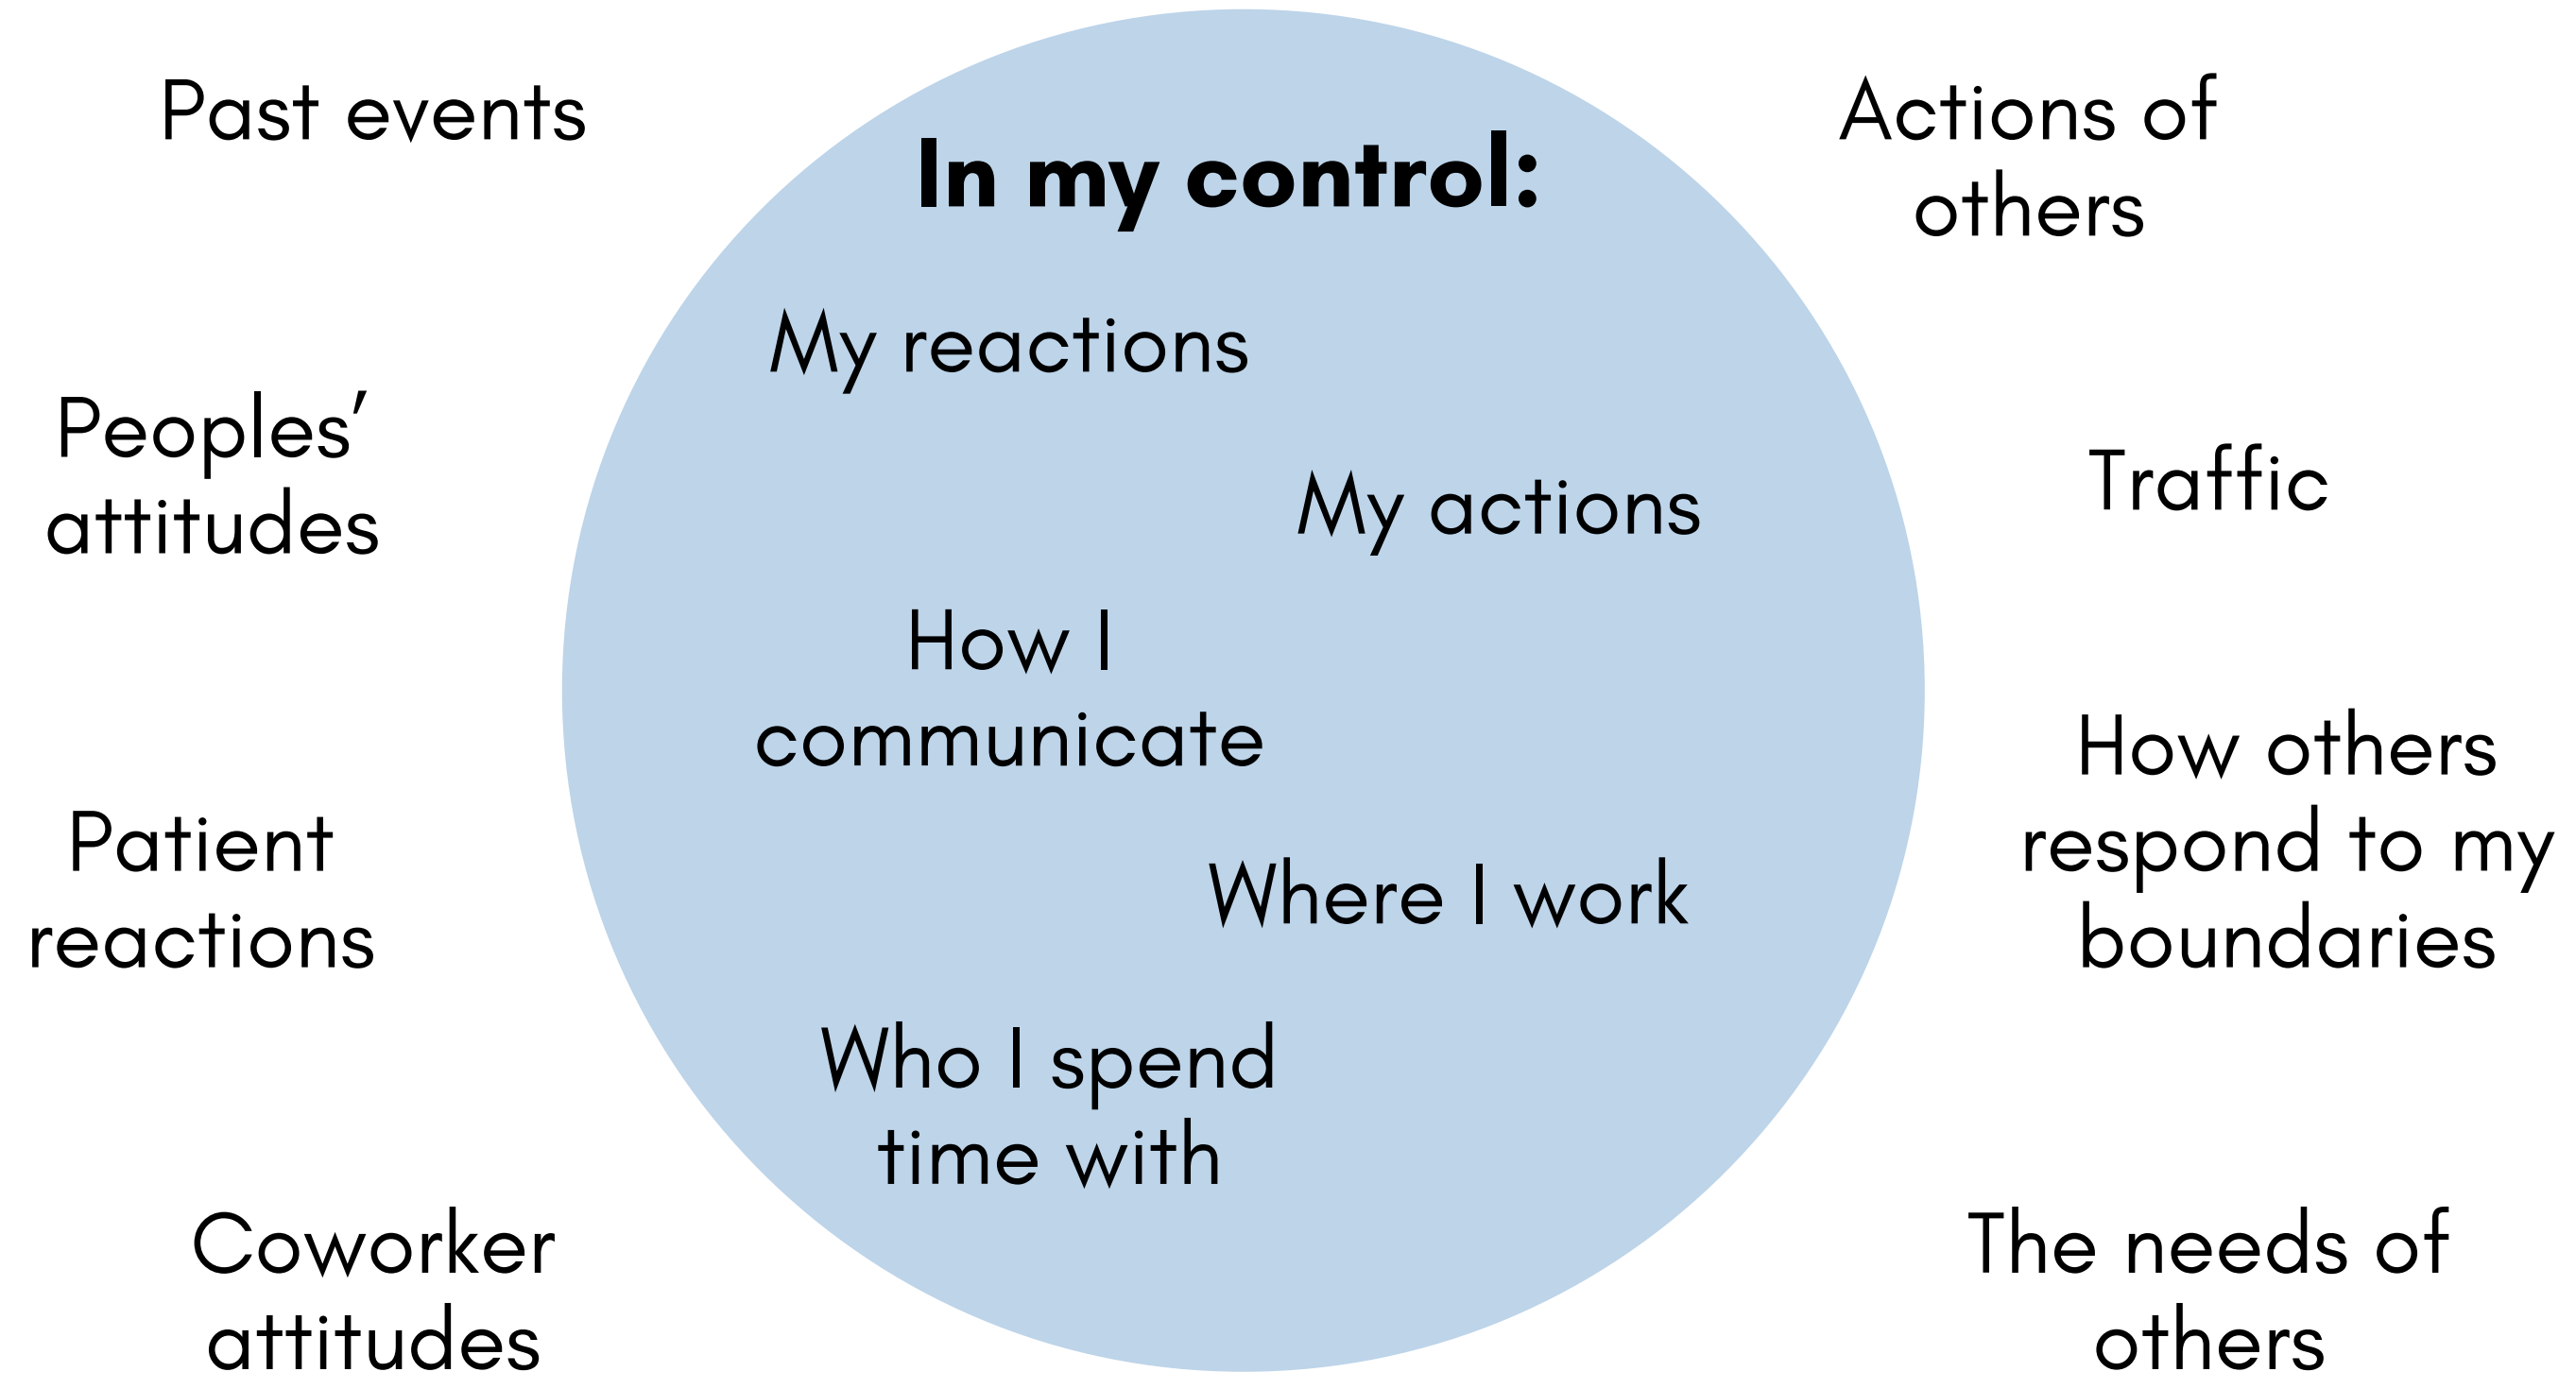 Past events
Peoples’
attitudes
Patient
reactions
Coworker
attitudes
In my control:
My reactions
My actions
How I
communicate
Where I work
Who I spend
time with
Actions of
others
Traffic
How others
respond to my
boundaries
The needs of
others